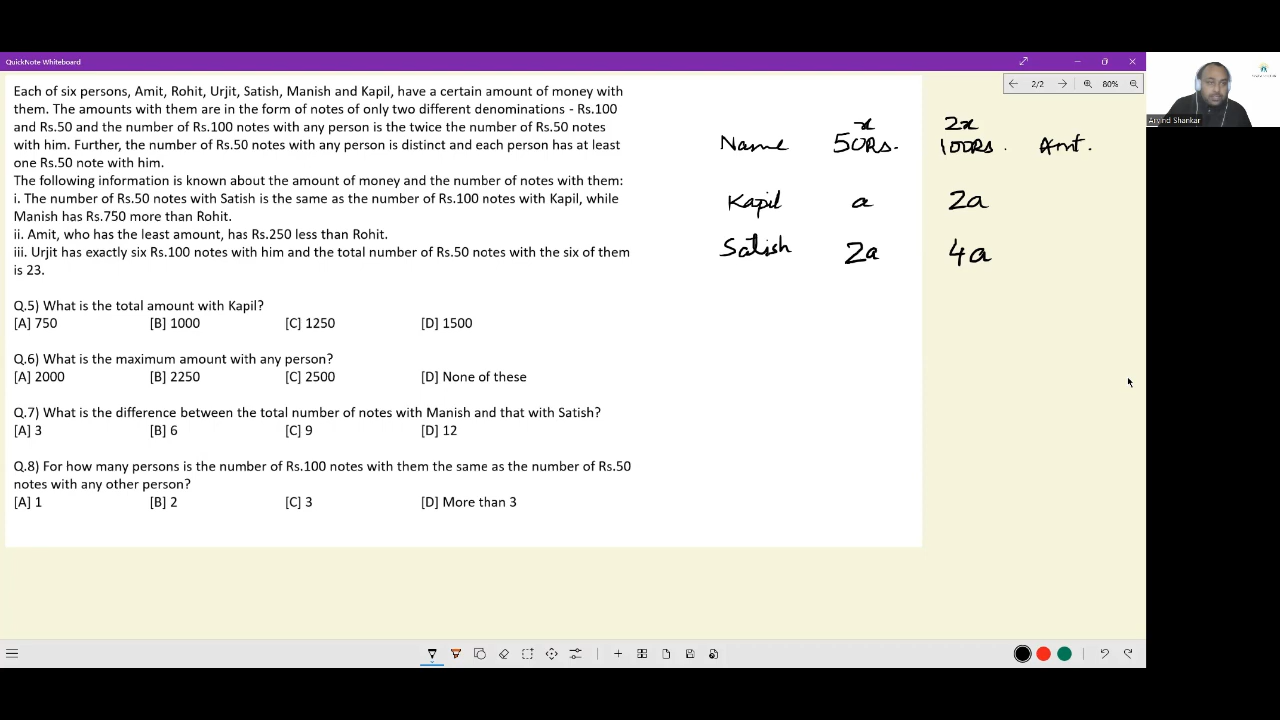 QuickNote Whiteboard
2/2
80%
Arvind Shankar
Each of six persons, Amit, Rohit, Urjit, Satish, Manish and Kapil, have a certain amount of money with
them. The amounts with them are in the form of notes of only two different denominations - Rs.100
and Rs.50 and the number of Rs.100 notes with any person is the twice the number of Rs.50 notes
with him. Further, the number of Rs.50 notes with any person is distinct and each person has at least
one Rs.50 note with him.
The following information is known about the amount of money and the number of notes with them:
i. The number of Rs.50 notes with Satish is the same as the number of Rs.100 notes with Kapil, while
Manish has Rs.750 more than Rohit.
ii. Amit, who has the least amount, has Rs.250 less than Rohit.
iii. Urjit has exactly six Rs.100 notes with him and the total number of Rs.50 notes with the six of them
is 23.
Q.5) What is the total amount with Kapil?
[A] 750 [B] 1000 [C] 1250 [D] 1500
Q.6) What is the maximum amount with any person?
[A] 2000 [B] 2250 [C] 2500 [D] None of these
Q.7) What is the difference between the total number of notes with Manish and that with Satish?
[A] 3 [B] 6 [C] 9 [D] 12
Q.8) For how many persons is the number of Rs.100 notes with them the same as the number of Rs.50
notes with any other person?
[A] 1 [B] 2 [C] 3 [D] More than 3
x 2x
Name 50Rs. 100Rs. Amt.
Kapil a 2a
Satish 2a 4a